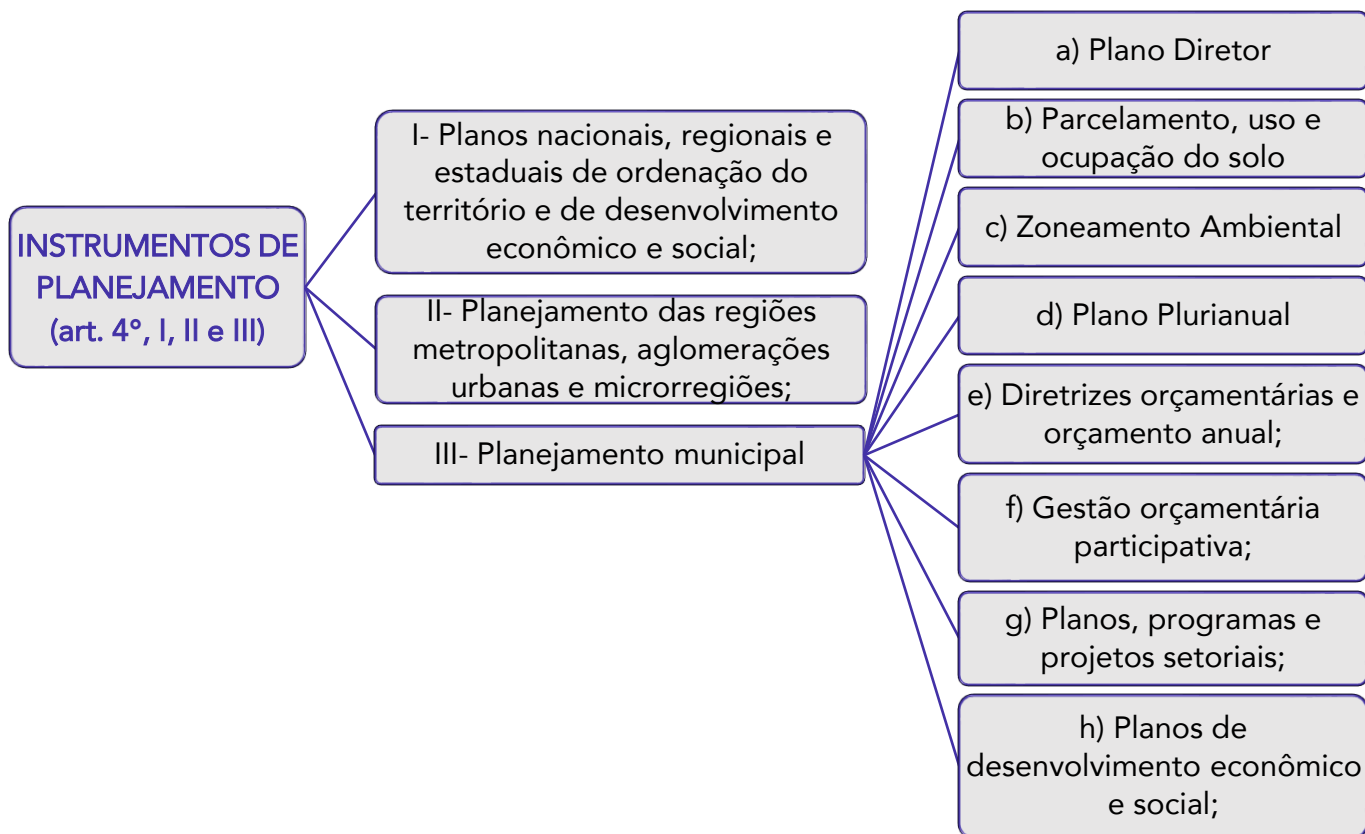 INSTRUMENTOS DE
PLANEJAMENTO
(art. 4°, I, II e III)
I- Planos nacionais, regionais e
estaduais de ordenação do
território e de desenvolvimento
econômico e social;
II- Planejamento das regiões
metropolitanas, aglomerações
urbanas e microrregiões;
III- Planejamento municipal
a) Plano Diretor
b) Parcelamento, uso e
ocupação do solo
c) Zoneamento Ambiental
d) Plano Plurianual
e) Diretrizes orçamentárias e
orçamento anual;
f) Gestão orçamentária
participativa;
g) Planos, programas e
projetos setoriais;
h) Planos de
desenvolvimento econômico
e social;